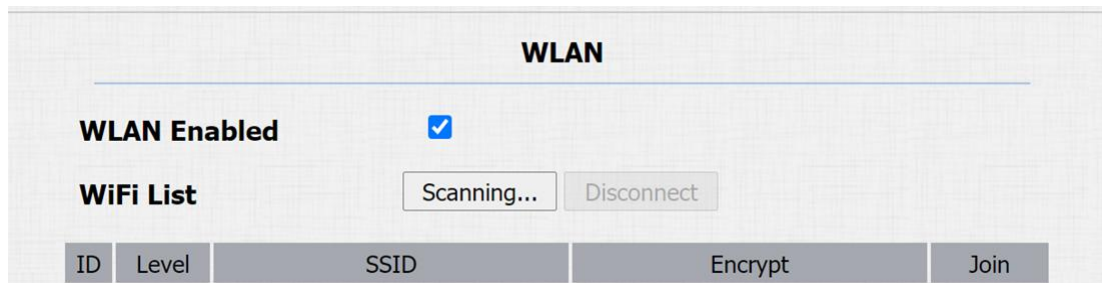 WLAN
WLAN Enabled
WiFi List Scanning... Disconnect
ID Level SSID Encrypt Join